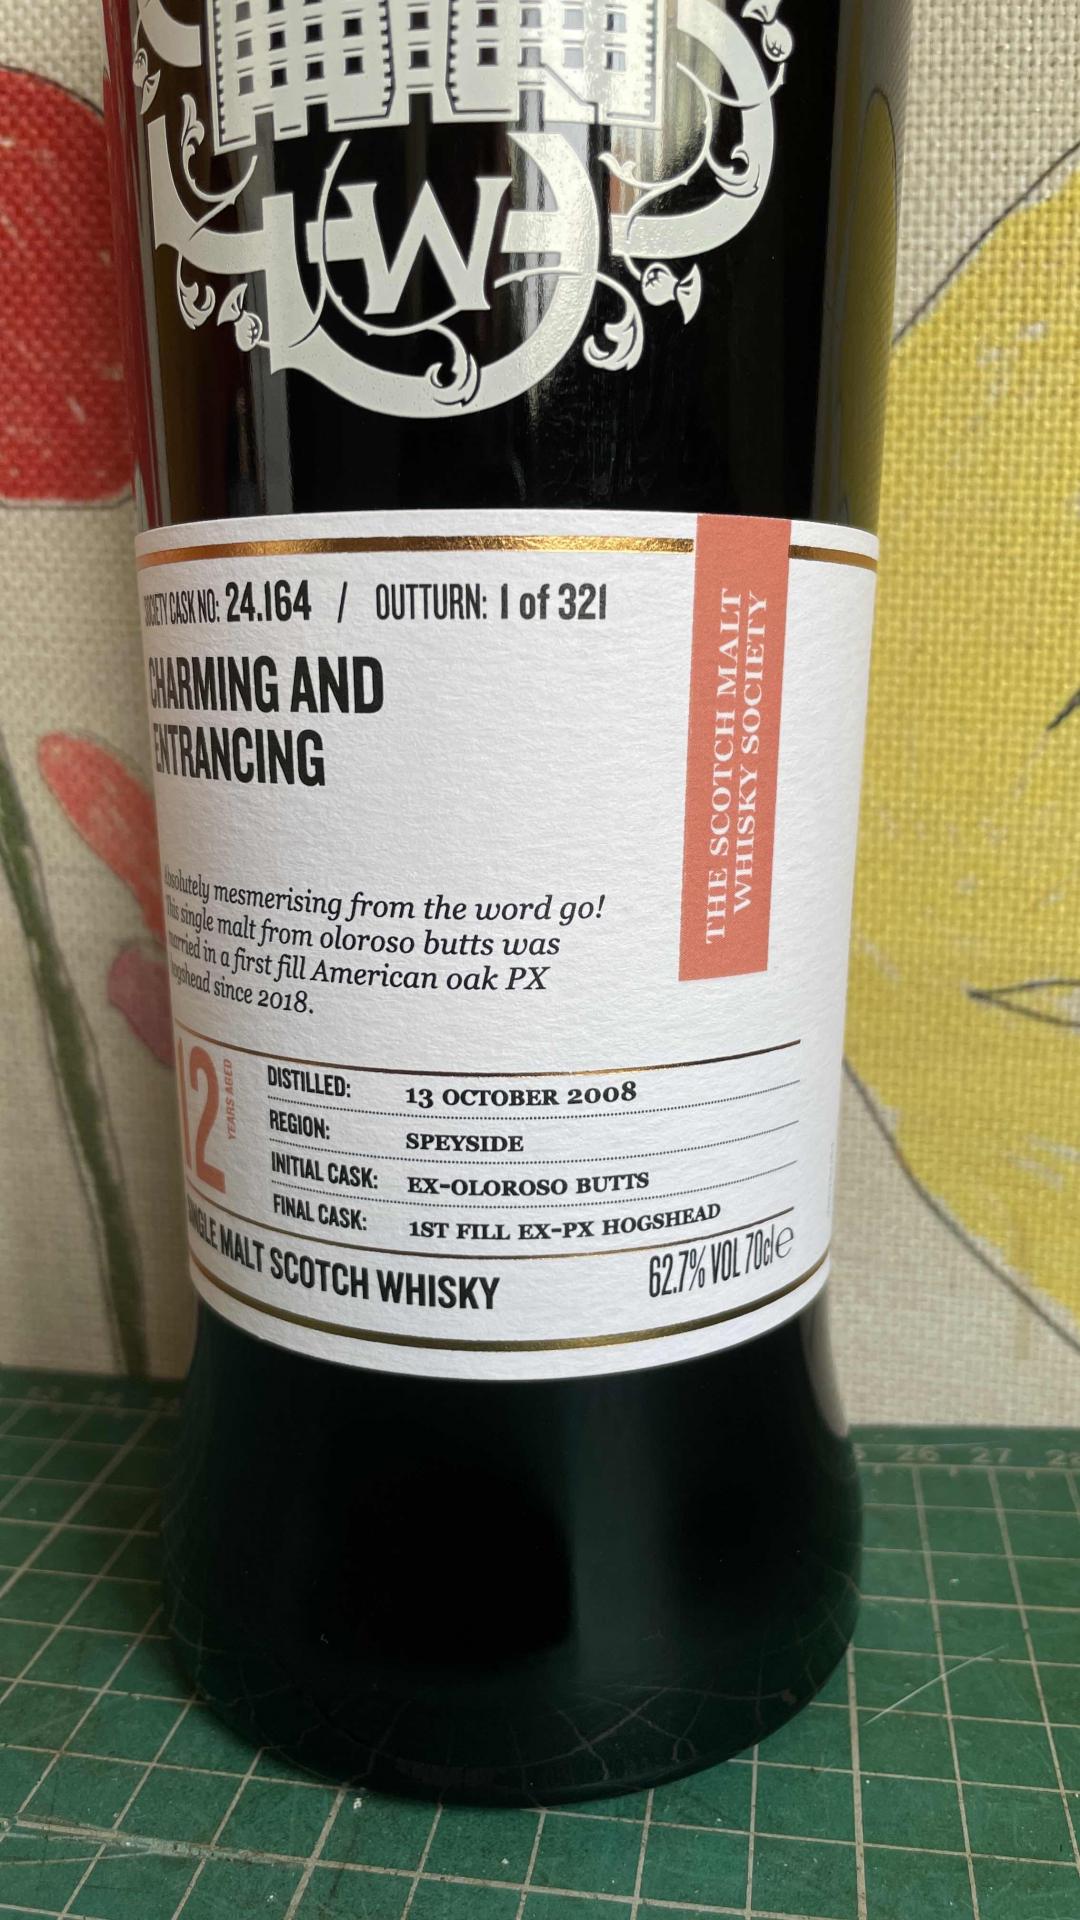 W
SOCIETY CASK NO: 24.164 / OUTTURN: 1 of 321
CHARMING AND
ENTRANCING
THE SCOTCH MALT
WHISKY SOCIETY
Absolutely mesmerising from the word go!
This single malt from oloroso butts was
married in a first fill American oak PX
hogshead since 2018.
12
YEARS AGED
DISTILLED: 13 OCTOBER 2008
REGION: SPEYSIDE
INITIAL CASK: EX-OLOROSO BUTTS
FINAL CASK: 1ST FILL EX-PX HOGSHEAD
SINGLE MALT SCOTCH WHISKY
62.7% VOL 70cl ℮
26 27